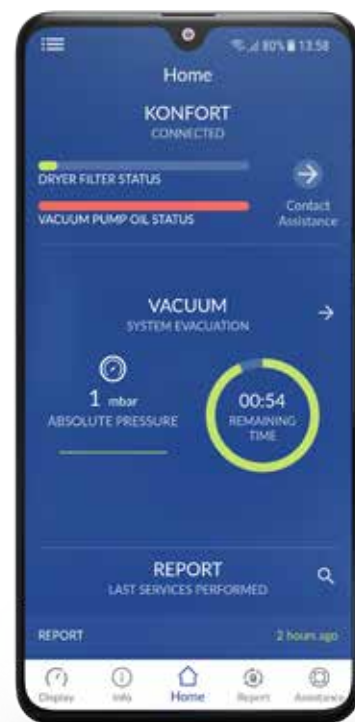 80% 13:58
Home
KONFORT
CONNECTED
DRYER FILTER STATUS
VACUUM PUMP OIL STATUS
Contact
Assistance
VACUUM
SYSTEM EVACUATION
1 mbar
ABSOLUTE PRESSURE
00:54
REMAINING
TIME
REPORT
LAST SERVICES PERFORMED
REPORT 2 hours ago
Display Info Home Report Assistance